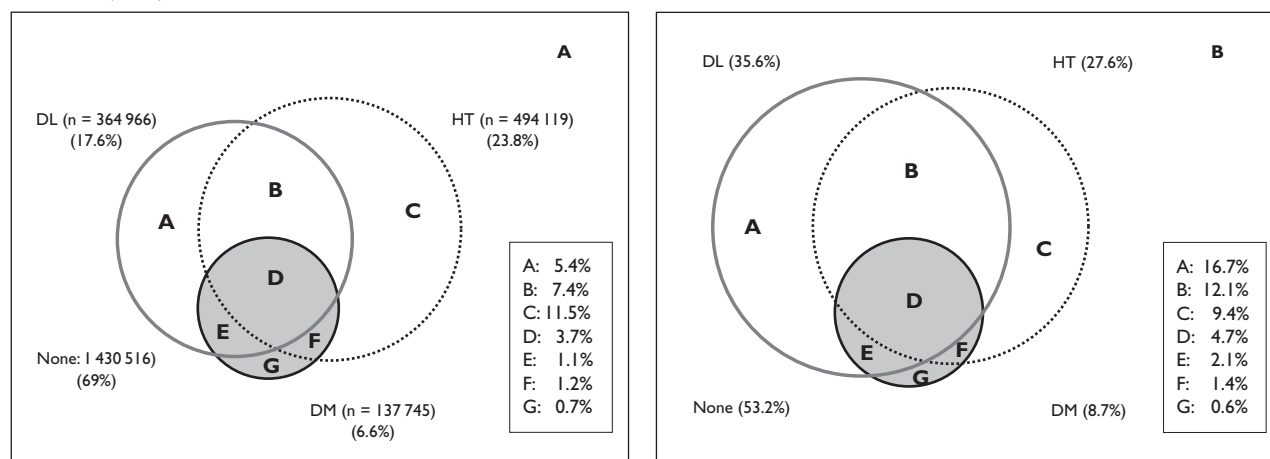 A
DL (n = 364 966)
(17.6%)
HT (n = 494 119)
(23.8%)
B
A
C
D
E
F
G
None: 1 430 516
(69%)
DM (n = 137 745)
(6.6%)
A: 5.4%
B: 7.4%
C: 11.5%
D: 3.7%
E: 1.1%
F: 1.2%
G: 0.7%
B
DL (35.6%)
HT (27.6%)
B
A
C
D
E
F
G
None (53.2%)
DM (8.7%)
A: 16.7%
B: 12.1%
C: 9.4%
D: 4.7%
E: 2.1%
F: 1.4%
G: 0.6%